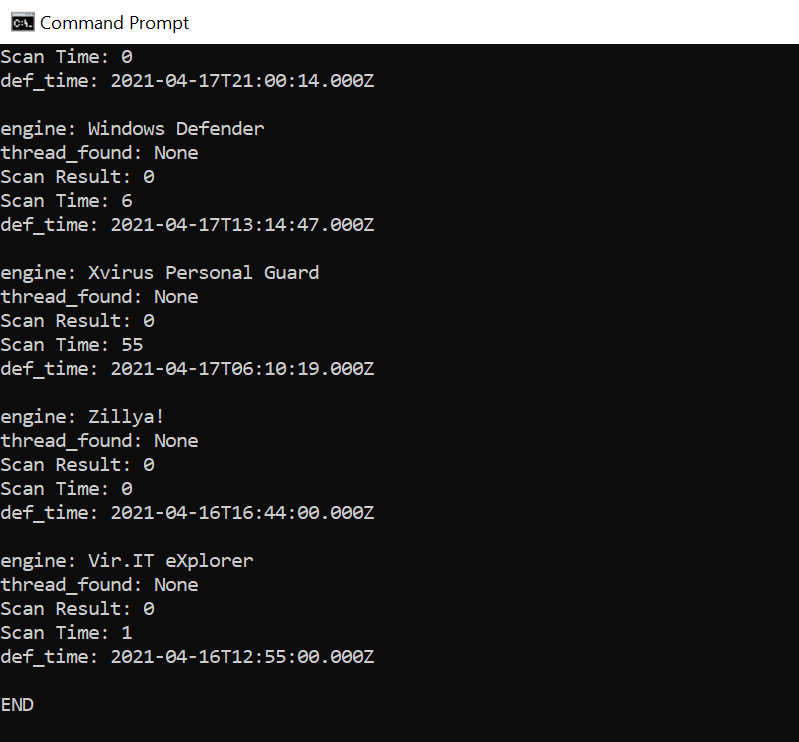 Command Prompt
Scan Time: 0
def_time: 2021-04-17T21:00:14.000Z
engine: Windows Defender
thread_found: None
Scan Result: 0
Scan Time: 6
def_time: 2021-04-17T13:14:47.000Z
engine: Xvirus Personal Guard
thread_found: None
Scan Result: 0
Scan Time: 55
def_time: 2021-04-17T06:10:19.000Z
engine: Zillya!
thread_found: None
Scan Result: 0
Scan Time: 0
def_time: 2021-04-16T16:44:00.000Z
engine: Vir.IT eXplorer
thread_found: None
Scan Result: 0
Scan Time: 1
def_time: 2021-04-16T12:55:00.000Z
END